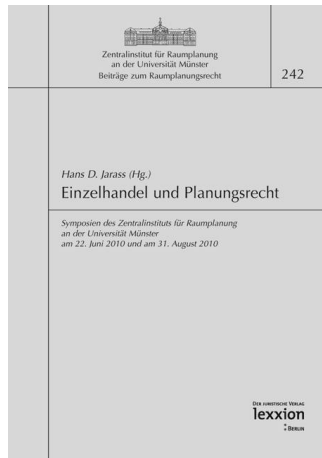 Zentralinstitut für Raumplanung
an der Universität Münster
Beiträge zum Raumplanungsrecht
242
Hans D. Jarass (Hg.)
Einzelhandel und Planungsrecht
Symposien des Zentralinstituts für Raumplanung
an der Universität Münster
am 22. Juni 2010 und am 31. August 2010
DER JURISTISCHE VERLAG
lexxion
BERLIN